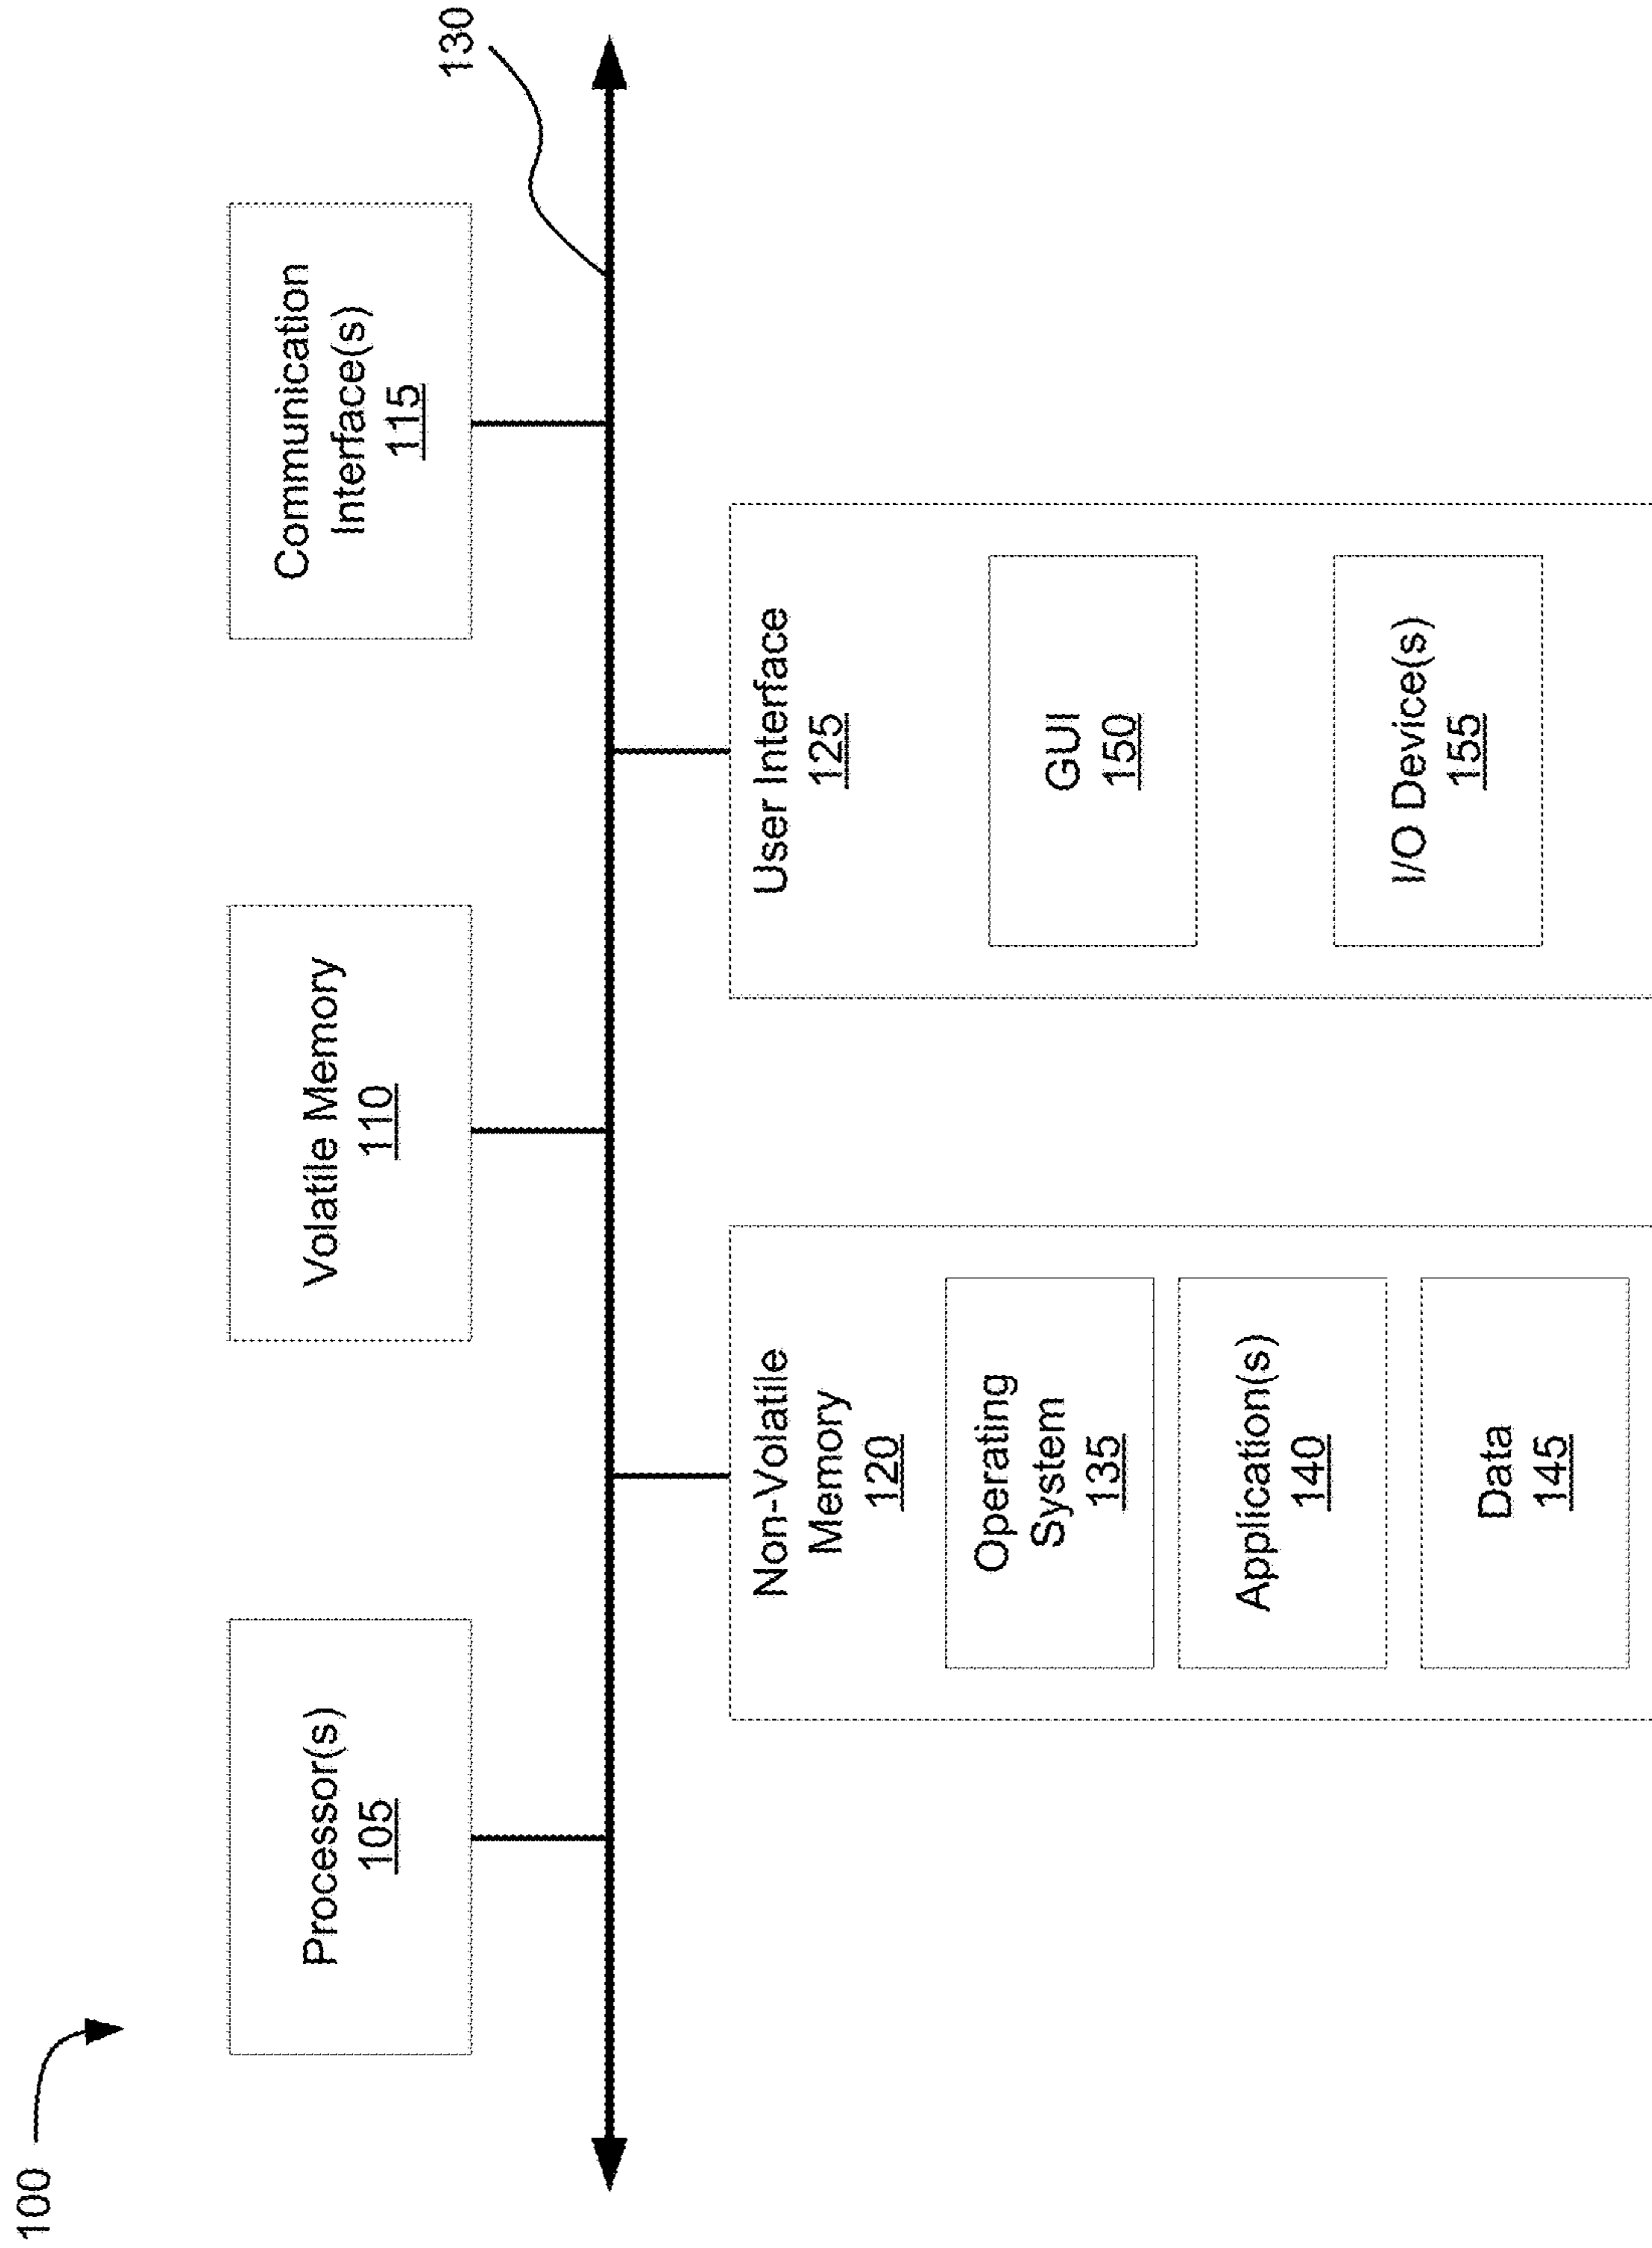 100
Processor(s)
105
Volatile Memory
110
Communication
Interface(s)
115
130
Non-Volatile
Memory
120
Operating
System
135
Application(s)
140
Data
145
User Interface
125
GUI
150
I/O Device(s)
155